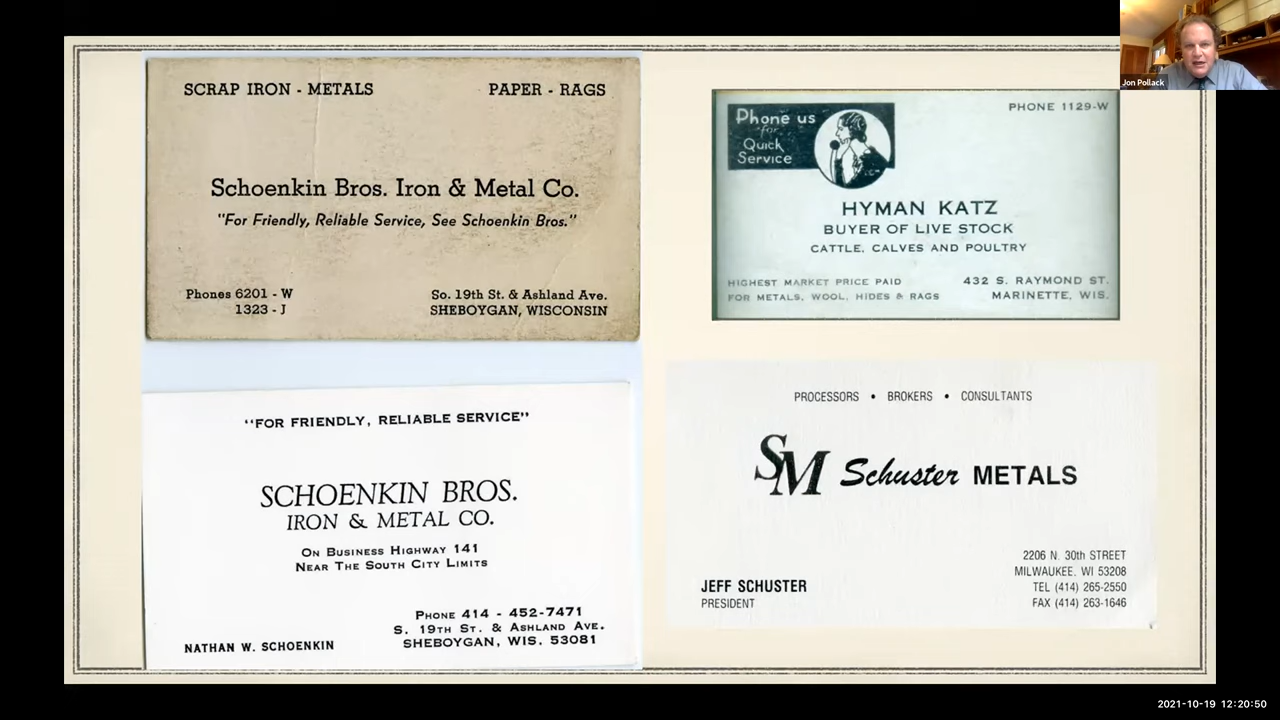 SCRAP IRON - METALS PAPER - RAGS
Schoenkin Bros. Iron & Metal Co.
"For Friendly, Reliable Service, See Schoenkin Bros."
Phones 6201 - W
1323 - J
So. 19th St. & Ashland Ave.
SHEBOYGAN, WISCONSIN
Jon Pollack
PHONE 1129-W
Phone us
for
Quick
Service
HYMAN KATZ
BUYER OF LIVE STOCK
CATTLE, CALVES AND POULTRY
HIGHEST MARKET PRICE PAID
FOR METALS, WOOL, HIDES & RAGS
432 S. RAYMOND ST.
MARINETTE, WIS.
"FOR FRIENDLY, RELIABLE SERVICE"
SCHOENKIN BROS.
IRON & METAL CO.
ON BUSINESS HIGHWAY 141
NEAR THE SOUTH CITY LIMITS
NATHAN W. SCHOENKIN
PHONE 414 - 452-7471
S. 19TH ST. & ASHLAND AVE.
SHEBOYGAN, WIS. 53081
PROCESSORS • BROKERS • CONSULTANTS
SM Schuster METALS
JEFF SCHUSTER
PRESIDENT
2206 N. 30th STREET
MILWAUKEE, WI 53208
TEL (414) 265-2550
FAX (414) 263-1646
2021-10-19 12:20:50